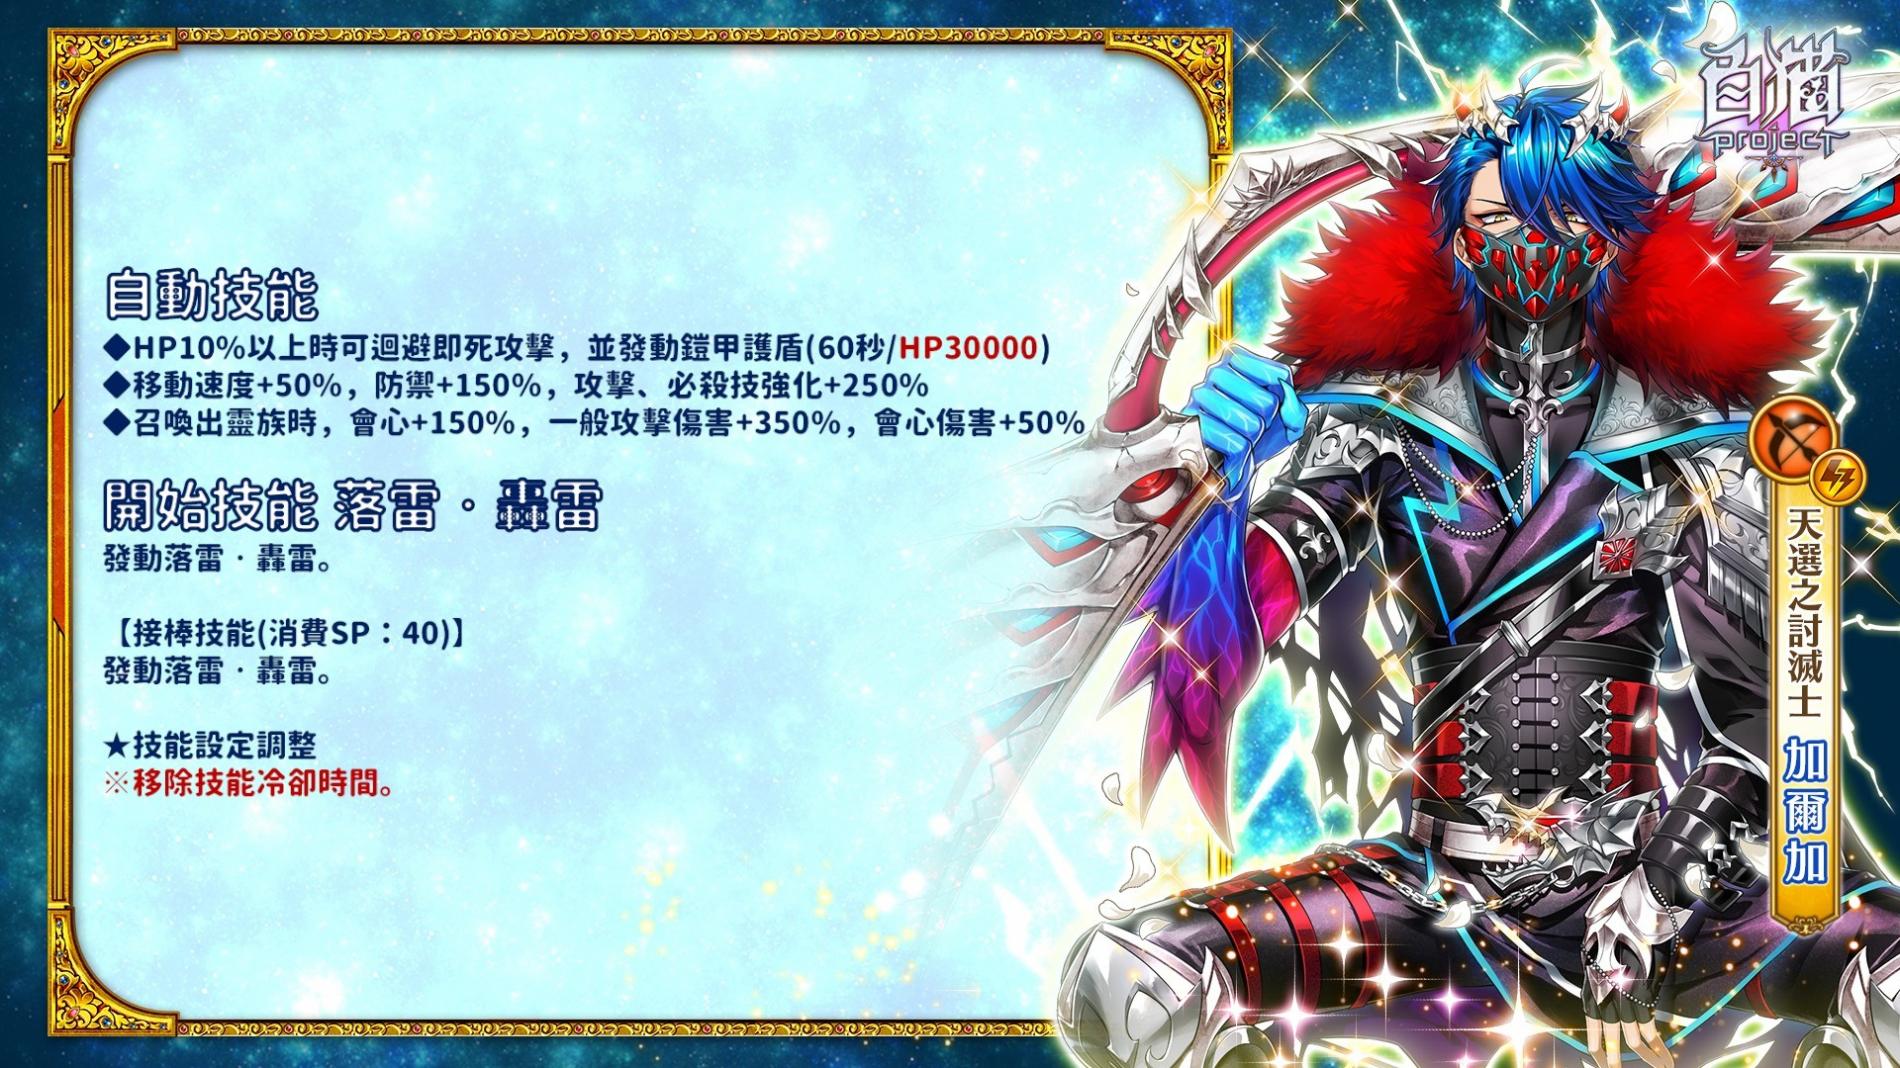 自動技能
◆HP10%以上時可迴避即死攻擊，並發動鎧甲護盾(60秒/HP30000)
◆移動速度+50%，防禦+150%，攻擊、必殺技強化+250%
◆召喚出靈族時，會心+150%，一般攻擊傷害+350%，會心傷害+50%
開始技能 落雷‧轟雷
發動落雷‧轟雷。
【接棒技能(消費SP：40)】
發動落雷‧轟雷。
★技能設定調整
※移除技能冷卻時間。
白猫
project
天選之討滅士 加爾加